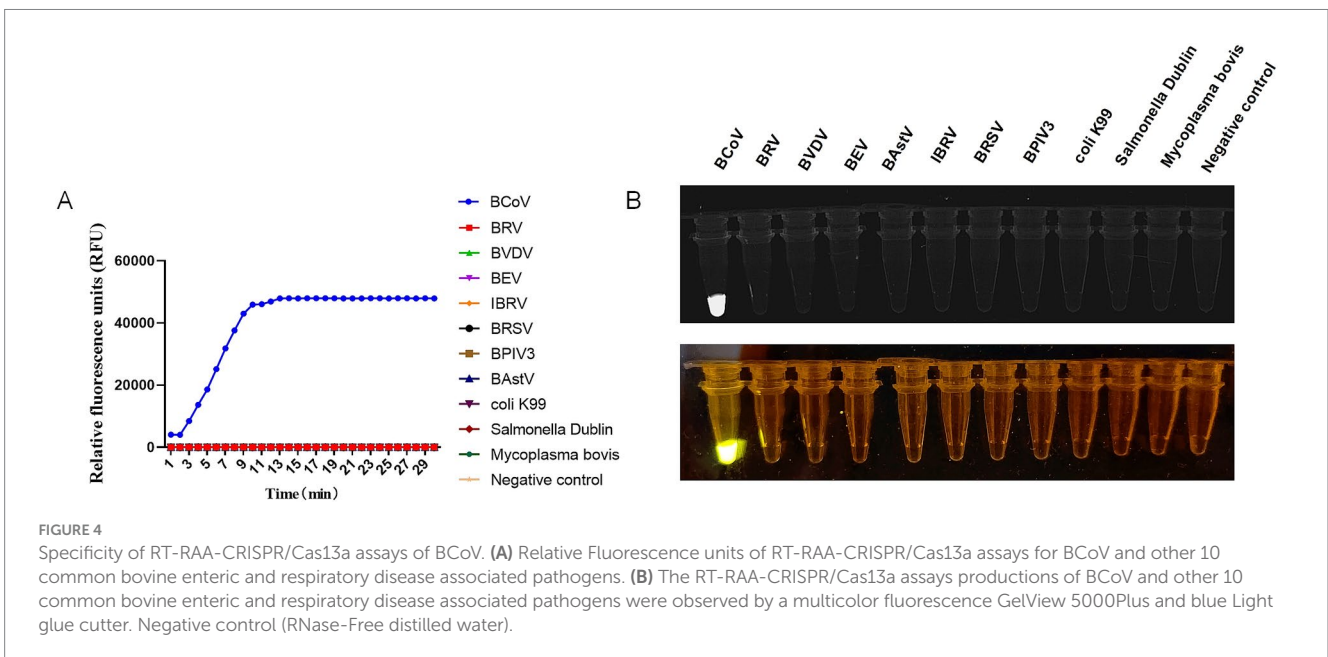 A
Relative fluorescence units (RFU)
60000
40000
20000
0
1
3
5
7
9
11
13
15
17
19
21
23
25
27
29
Time (min)
BCoV
BRV
BVDV
BEV
IBRV
BRSV
BPIV3
BAstV
coli K99
Salmonella Dublin
Mycoplasma bovis
Negative control
B
BCoV
BRV
BVDV
BEV
BAstV
IBRV
BRSV
BPIV3
coli K99
Salmonella Dublin
Mycoplasma bovis
Negative control
FIGURE 4
Specificity of RT-RAA-CRISPR/Cas13a assays of BCoV. (A) Relative Fluorescence units of RT-RAA-CRISPR/Cas13a assays for BCoV and other 10
common bovine enteric and respiratory disease associated pathogens. (B) The RT-RAA-CRISPR/Cas13a assays productions of BCoV and other 10
common bovine enteric and respiratory disease associated pathogens were observed by a multicolor fluorescence GelView 5000Plus and blue Light
glue cutter. Negative control (RNase-Free distilled water).